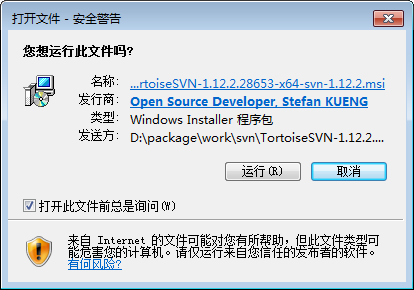 打开文件 - 安全警告
您想运行此文件吗?
名称: ...rtoiseSVN-1.12.2.28653-x64-svn-1.12.2.msi
发行商: Open Source Developer, Stefan KUENG
类型: Windows Installer 程序包
发送方: D:\package\work\svn\TortoiseSVN-1.12.2....
运行(R)
取消
打开此文件前总是询问(W)
来自 Internet 的文件可能对您有所帮助，但此文件类型可
能危害您的计算机。请仅运行来自您信任的发布者的软件。
有何风险?